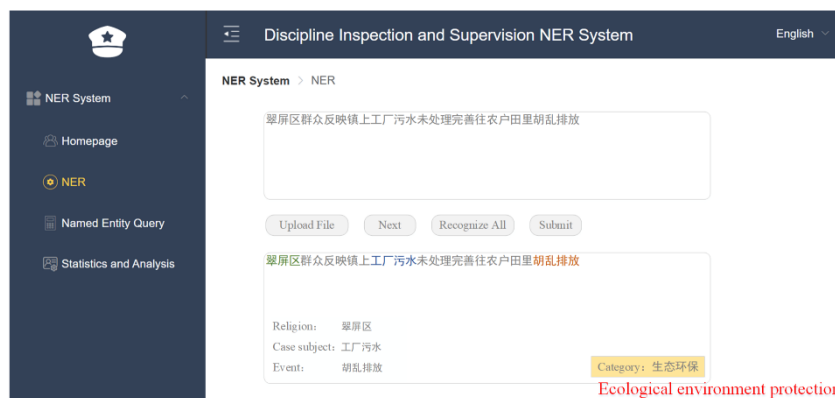 Discipline Inspection and Supervision NER System
English
NER System > NER
NER System
Homepage
NER
Named Entity Query
Statistics and Analysis
翠屏区群众反映镇上工厂污水未处理完善往农户田里胡乱排放
Upload File
Next
Recognize All
Submit
翠屏区群众反映镇上工厂污水未处理完善往农户田里胡乱排放
Religion: 翠屏区
Case subject: 工厂污水
Event: 胡乱排放
Category: 生态环保
Ecological environment protection